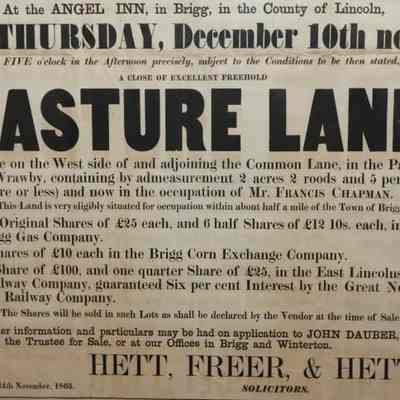 At the ANGEL INN, in Brigg, in the County of Lincoln,
THURSDAY, December 10th
FIVE o'clock in the Afternoon precisely, subject to the Conditions to be then stated,
A CLOSE OF EXCELLENT FREEHOLD
ASTURE LAN
on the West side of and adjoining the Common Lane, in the Pa
Wrawby, containing by admeasurement 2 acres 2 roods and 5 per
re or less) and now in the occupation of Mr. FRANCIS CHAPMAN.
This Land is very eligibly situated for occupation within about half a mile of the Town of Brigg
Original Shares of £25 each, and 6 half Shares of £12 10s. each, in
gg Gas Company.
hares of £10 each in the Brigg Corn Exchange Company.
Share of £100, and one quarter Share of £25, in the East Lincolns
lway Company, guaranteed Six per cent Interest by the Great No
Railway Company.
The Shares will be sold in such Lots as shall be declared by the Vendor at the time of Sale
er information and particulars may be had on application to JOHN DAUBER,
the Trustee for Sale, or at our Offices in Brigg and Winterton.
HETT, FREER, & HET
SOLICITORS.
November, 1863.